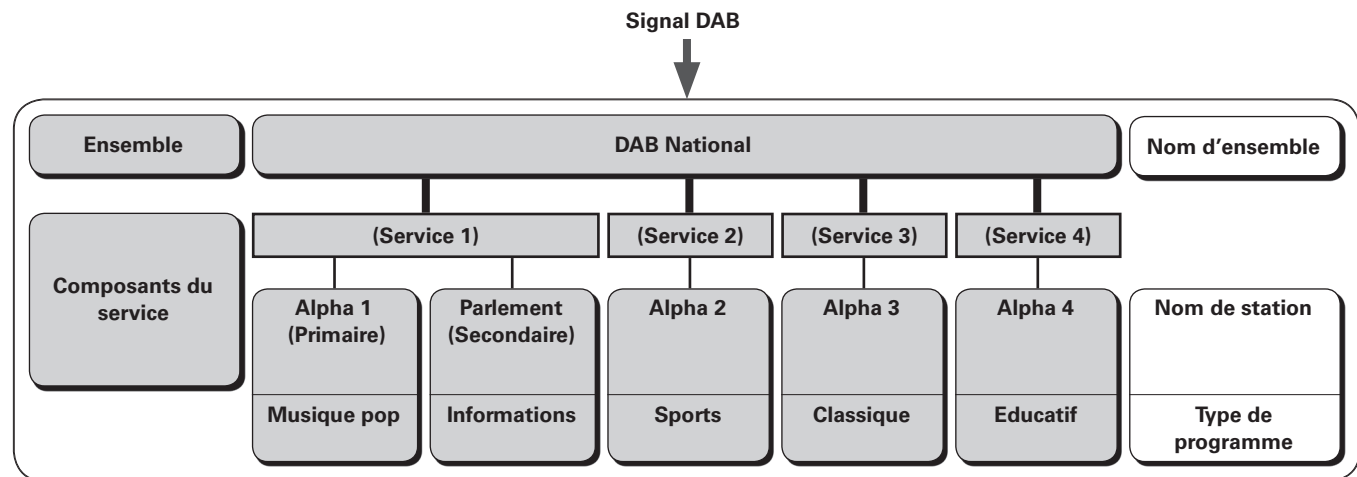 Signal DAB
Ensemble
DAB National
Nom d’ensemble
(Service 1)
(Service 2)
(Service 3)
(Service 4)
Composants du
service
Alpha 1
(Primaire)
Parlement
(Secondaire)
Alpha 2
Alpha 3
Alpha 4
Nom de station
Musique pop
Informations
Sports
Classique
Educatif
Type de
programme